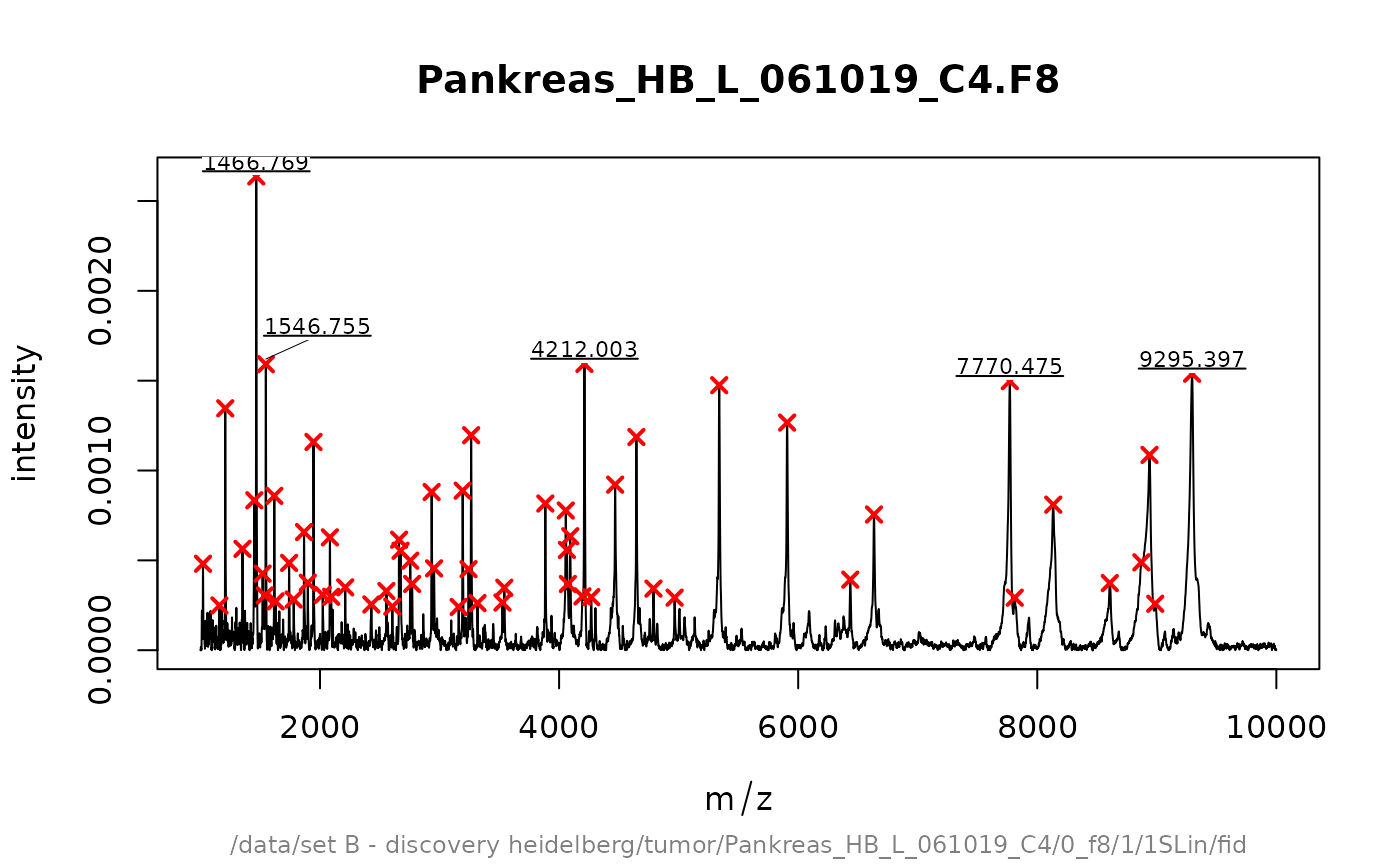 Pankreas_HB_L_061019_C4.F8
1466.769
1546.755
4212.003
7770.475
9295.397
intensity
0.0020
0.0010
0.0000
2000 4000 6000 8000 10000
m/z
/data/set B - discovery heidelberg/tumor/Pankreas_HB_L_061019_C4/0_f8/1/1SLin/fid